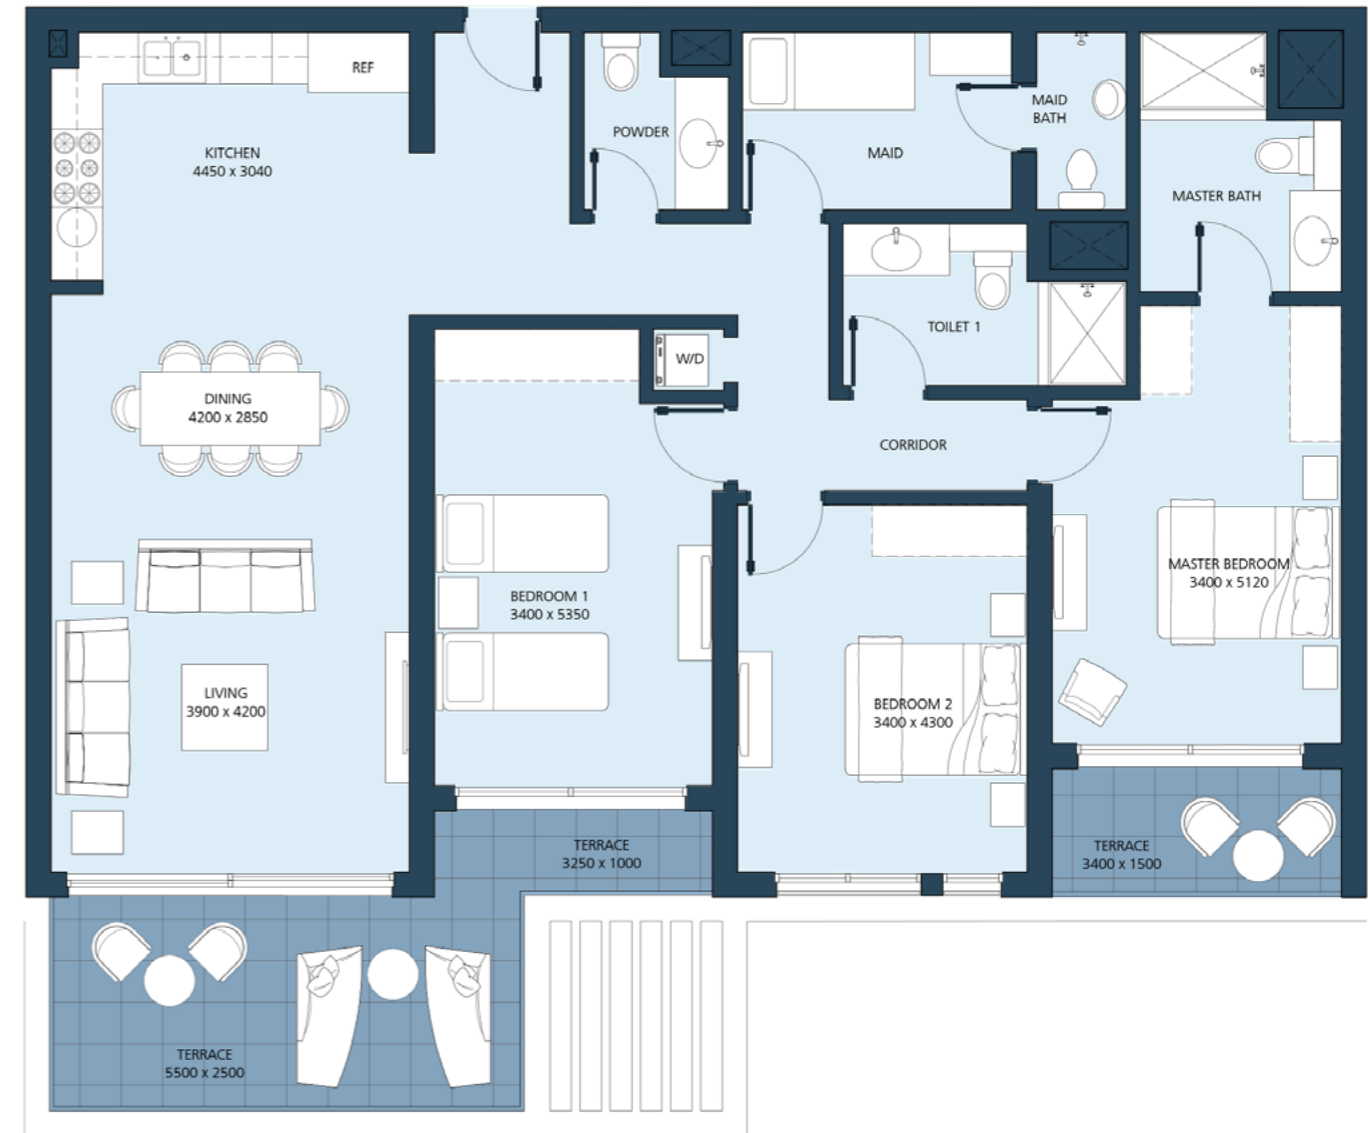 REF
KITCHEN
4450 x 3040
POWDER
MAID
MAID
BATH
MASTER BATH
TOILET 1
W/D
DINING
4200 x 2850
CORRIDOR
MASTER BEDROOM
3400 x 5120
BEDROOM 1
3400 x 5350
LIVING
3900 x 4200
BEDROOM 2
3400 x 4300
TERRACE
3250 x 1000
TERRACE
3400 x 1500
TERRACE
5500 x 2500